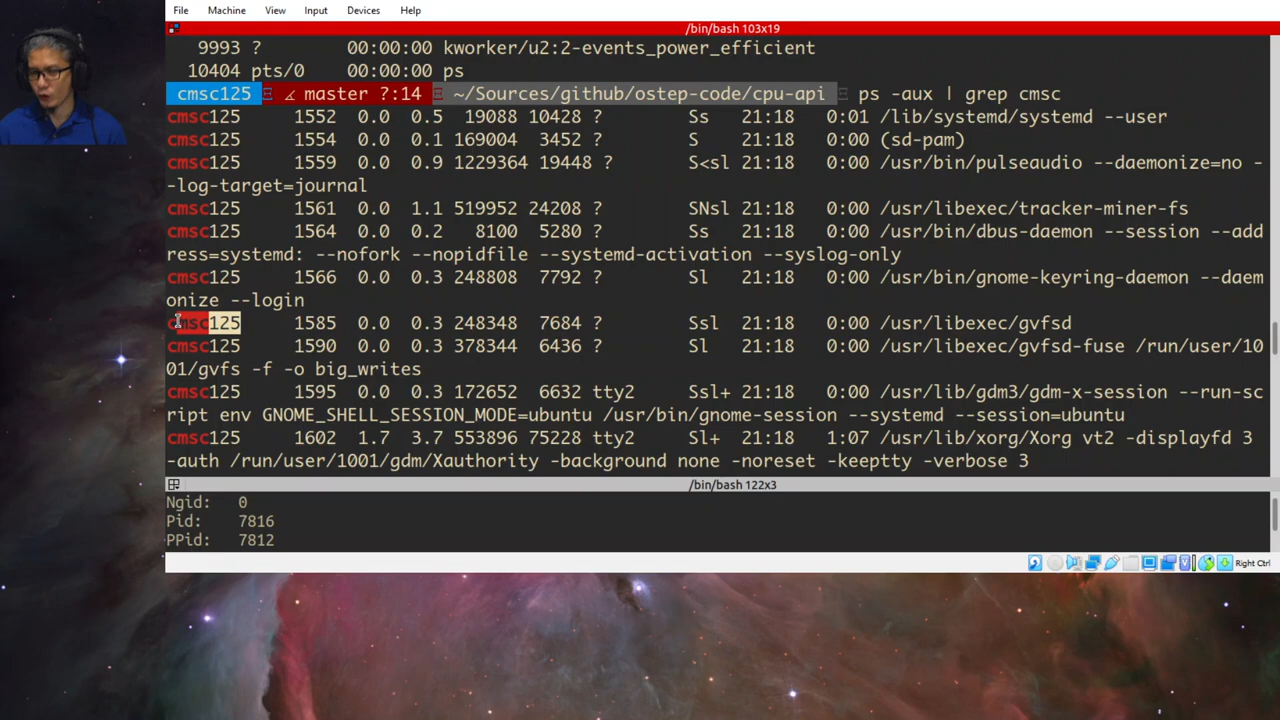 File Machine View Input Devices Help
/bin/bash 103x19
9993 ? 00:00:00 kworker/u2:2-events_power_efficient
10404 pts/0 00:00:00 ps
cmsc125 master ?:14 ~/Sources/github/ostep-code/cpu-api ps -aux | grep cmsc
cmsc125 1552 0.0 0.5 19088 10428 ? Ss 21:18 0:01 /lib/systemd/systemd --user
cmsc125 1554 0.0 0.1 169004 3452 ? S 21:18 0:00 (sd-pam)
cmsc125 1559 0.0 0.9 1229364 19448 ? S<sl 21:18 0:00 /usr/bin/pulseaudio --daemonize=no -
-log-target=journal
cmsc125 1561 0.0 1.1 519952 24208 ? SNsl 21:18 0:00 /usr/libexec/tracker-miner-fs
cmsc125 1564 0.0 0.2 8100 5280 ? Ss 21:18 0:00 /usr/bin/dbus-daemon --session --add
ress=systemd: --nofork --nopidfile --systemd-activation --syslog-only
cmsc125 1566 0.0 0.3 248808 7792 ? Sl 21:18 0:00 /usr/bin/gnome-keyring-daemon --daem
onize --login
cmsc125 1585 0.0 0.3 248348 7684 ? Ssl 21:18 0:00 /usr/libexec/gvfsd
cmsc125 1590 0.0 0.3 378344 6436 ? Sl 21:18 0:00 /usr/libexec/gvfsd-fuse /run/user/10
01/gvfs -f -o big_writes
cmsc125 1595 0.0 0.3 172652 6632 tty2 Ssl+ 21:18 0:00 /usr/lib/gdm3/gdm-x-session --run-sc
ript env GNOME_SHELL_SESSION_MODE=ubuntu /usr/bin/gnome-session --systemd --session=ubuntu
cmsc125 1602 1.7 3.7 553896 75228 tty2 Sl+ 21:18 1:07 /usr/lib/xorg/Xorg vt2 -displayfd 3
-auth /run/user/1001/gdm/Xauthority -background none -noreset -keeptty -verbose 3
/bin/bash 122x3
Ngid: 0
Pid: 7816
PPid: 7812
Right Ctrl